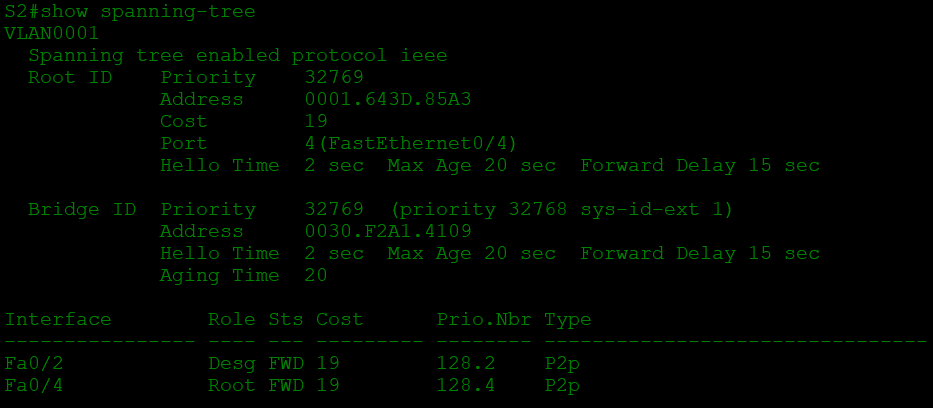 S2#show spanning-tree
VLAN0001
  Spanning tree enabled protocol ieee
  Root ID    Priority    32769
             Address     0001.643D.85A3
             Cost        19
             Port        4(FastEthernet0/4)
             Hello Time  2 sec  Max Age 20 sec  Forward Delay 15 sec

  Bridge ID  Priority    32769  (priority 32768 sys-id-ext 1)
             Address     0030.F2A1.4109
             Hello Time  2 sec  Max Age 20 sec  Forward Delay 15 sec
             Aging Time  20

Interface        Role Sts Cost      Prio.Nbr Type
---------------- ---- --- --------- -------- --------------------------------
Fa0/2            Desg FWD 19        128.2    P2p
Fa0/4            Root FWD 19        128.4    P2p